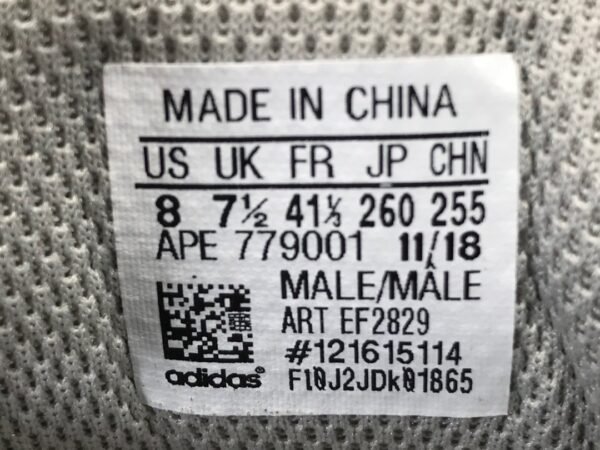 MADE IN CHINA
US UK FR JP CHN
8 7½ 41⅓ 260 255
APE 779001 11/18
MALE/MÂLE
ART EF2829
#121615114
adidas® F10J2JDk01865